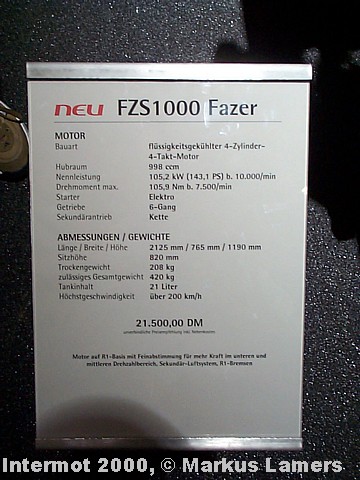 neu FZS1000 Fazer
MOTOR
Bauart flüssigkeitsgekühlter 4-Zylinder-
4-Takt-Motor
Hubraum 998 ccm
Nennleistung 105,2 kW (143,1 PS) b. 10.000/min
Drehmoment max. 105,9 Nm b. 7.500/min
Starter Elektro
Getriebe 6-Gang
Sekundärantrieb Kette
ABMESSUNGEN / GEWICHTE
Länge / Breite / Höhe 2125 mm / 765 mm / 1190 mm
Sitzhöhe 820 mm
Trockengewicht 208 kg
zulässiges Gesamtgewicht 420 kg
Tankinhalt 21 Liter
Höchstgeschwindigkeit über 200 km/h
21.500,00 DM
unverbindliche Preisempfehlung inkl. Nebenkosten
Motor auf R1-Basis mit Feinabstimmung für mehr Kraft im unteren und
mittleren Drehzahlbereich, Sekundär-Luftsystem, R1-Bremsen
Intermot 2000, © Markus Lamers